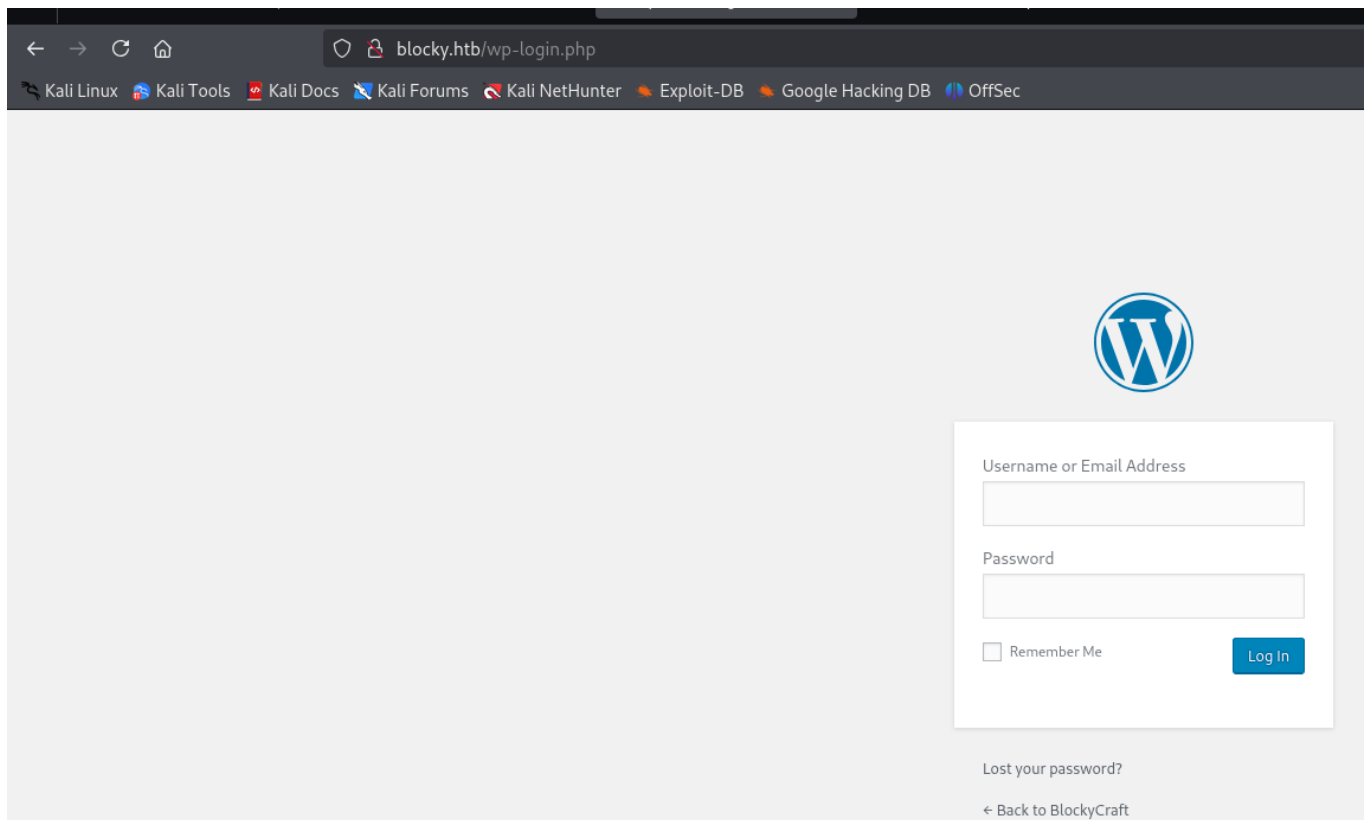 blocky.htb/wp-login.php
Kali Linux Kali Tools Kali Docs Kali Forums Kali NetHunter Exploit-DB Google Hacking DB OffSec
Username or Email Address
Password
Remember Me Log In
Lost your password?
← Back to BlockyCraft